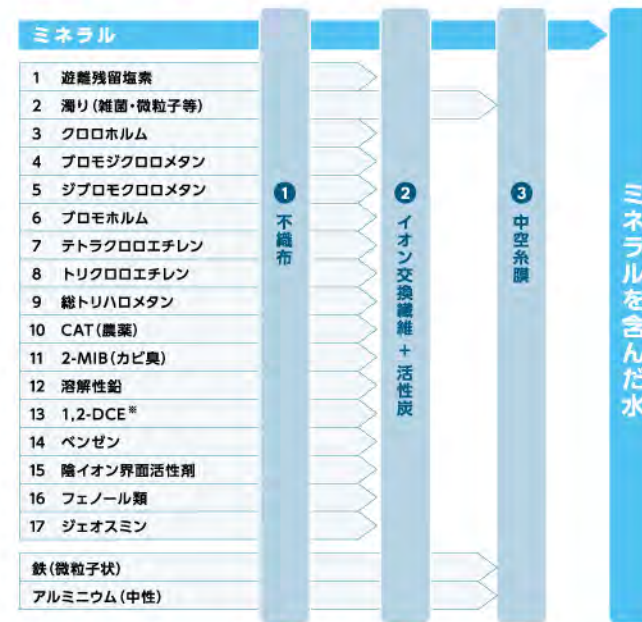 ミネラル
1 遊離残留塩素
2 濁り(雑菌・微粒子等)
3 クロロホルム
4 ブロモジクロロメタン
5 ジブロモクロロメタン
6 ブロモホルム
7 テトラクロロエチレン
8 トリクロロエチレン
9 総トリハロメタン
10 CAT(農薬)
11 2-MIB(カビ臭)
12 溶解性鉛
13 1,2-DCE※
14 ベンゼン
15 陰イオン界面活性剤
16 フェノール類
17 ジェオスミン
鉄(微粒子状)
アルミニウム(中性)
❶ 不織布
❷ イオン交換繊維 + 活性炭
❸ 中空糸膜
ミネラルを含んだ水